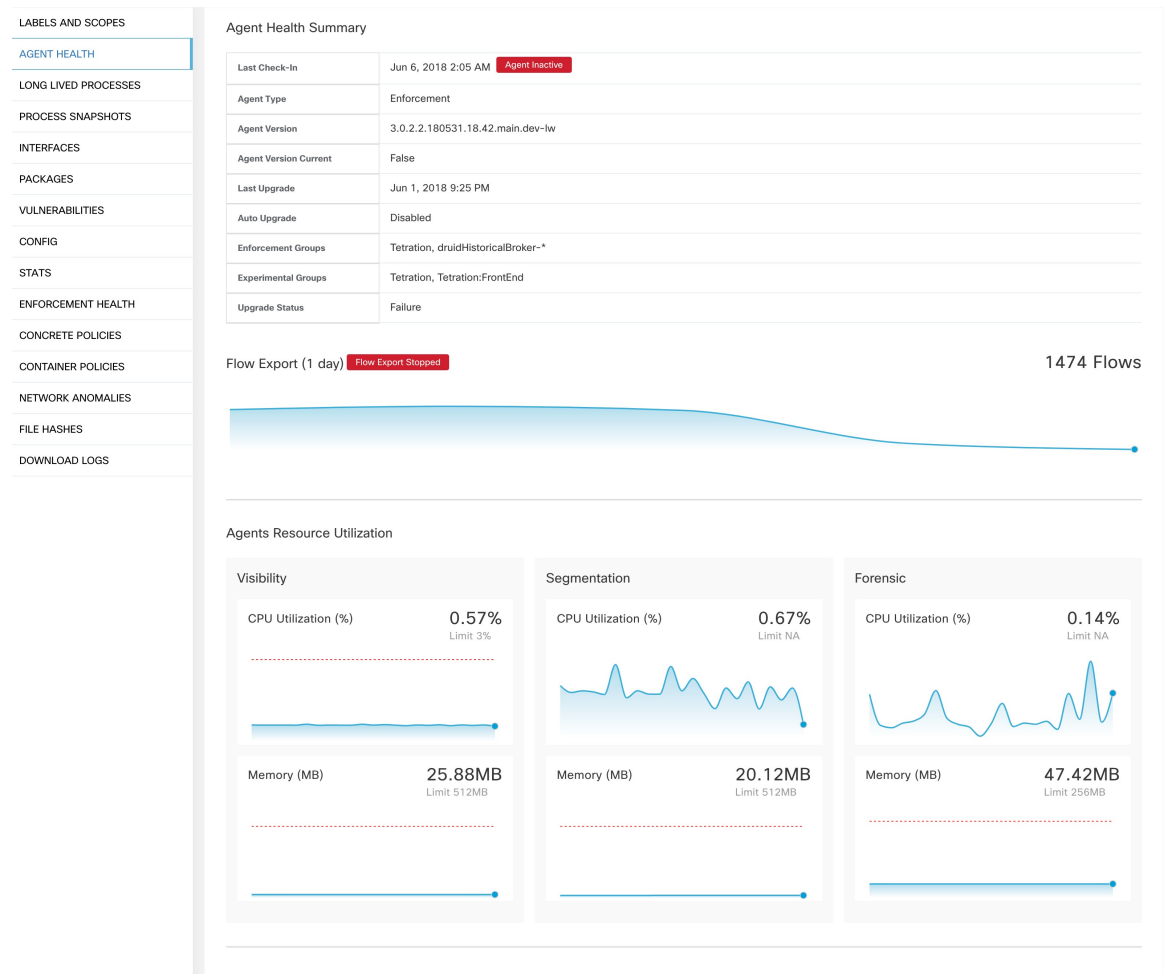 LABELS AND SCOPES
AGENT HEALTH
LONG LIVED PROCESSES
PROCESS SNAPSHOTS
INTERFACES
PACKAGES
VULNERABILITIES
CONFIG
STATS
ENFORCEMENT HEALTH
CONCRETE POLICIES
CONTAINER POLICIES
NETWORK ANOMALIES
FILE HASHES
DOWNLOAD LOGS
Agent Health Summary
Last Check-In Jun 6, 2018 2:05 AM Agent Inactive
Agent Type Enforcement
Agent Version 3.0.2.2.180531.18.42.main.dev-lw
Agent Version Current False
Last Upgrade Jun 1, 2018 9:25 PM
Auto Upgrade Disabled
Enforcement Groups Tetration, druidHistoricalBroker-*
Experimental Groups Tetration, Tetration:FrontEnd
Upgrade Status Failure
Flow Export (1 day) Flow Export Stopped 1474 Flows
Agents Resource Utilization
Visibility
CPU Utilization (%) 0.57%
Limit 3%
Memory (MB) 25.88MB
Limit 512MB
Segmentation
CPU Utilization (%) 0.67%
Limit NA
Memory (MB) 20.12MB
Limit 512MB
Forensic
CPU Utilization (%) 0.14%
Limit NA
Memory (MB) 47.42MB
Limit 256MB